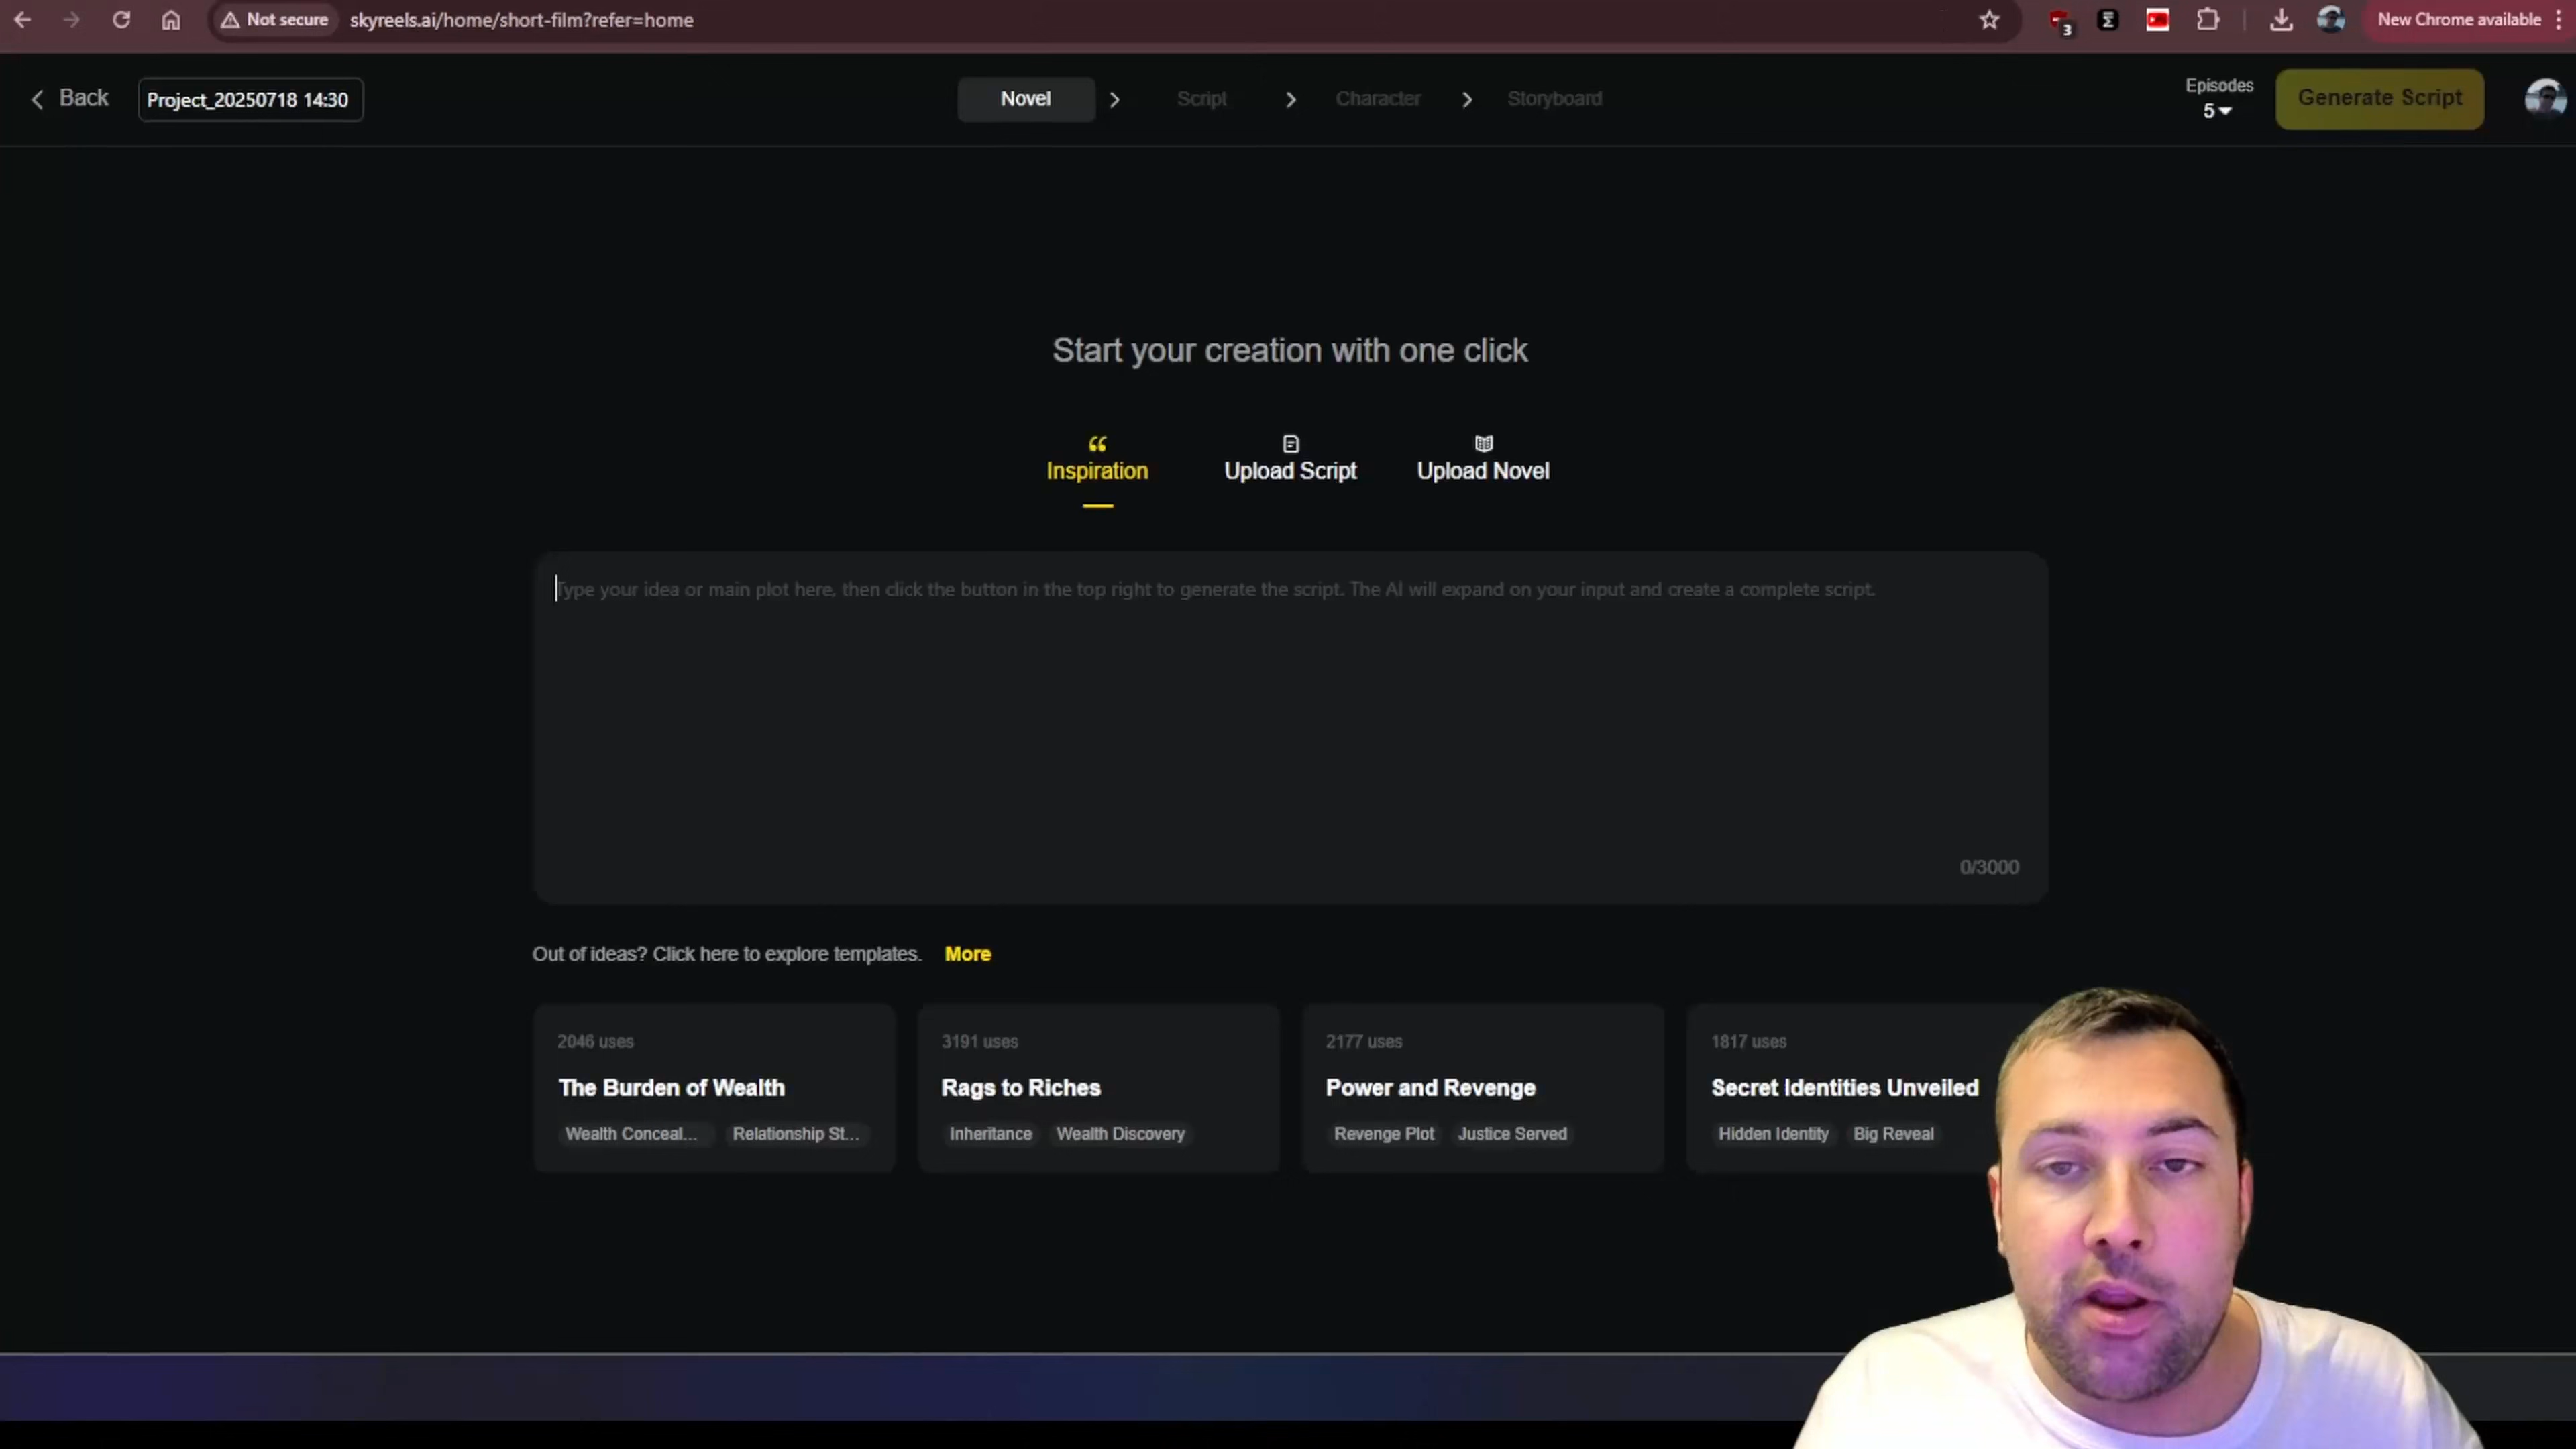 Not secure
skyreels.ai/home/short-film?refer=home
3
New Chrome available
Back
Project_20250718 14:30
Novel
Script
Character
Storyboard
Episodes
5
Generate Script
Start your creation with one click
Inspiration
Upload Script
Upload Novel
Type your idea or main plot here, then click the button in the top right to generate the script. The AI will expand on your input and create a complete script.
0/3000
Out of ideas? Click here to explore templates. More
2046 uses
The Burden of Wealth
Wealth Conceal...
Relationship St...
3191 uses
Rags to Riches
Inheritance
Wealth Discovery
2177 uses
Power and Revenge
Revenge Plot
Justice Served
1817 uses
Secret Identities Unveiled
Hidden Identity
Big Reveal